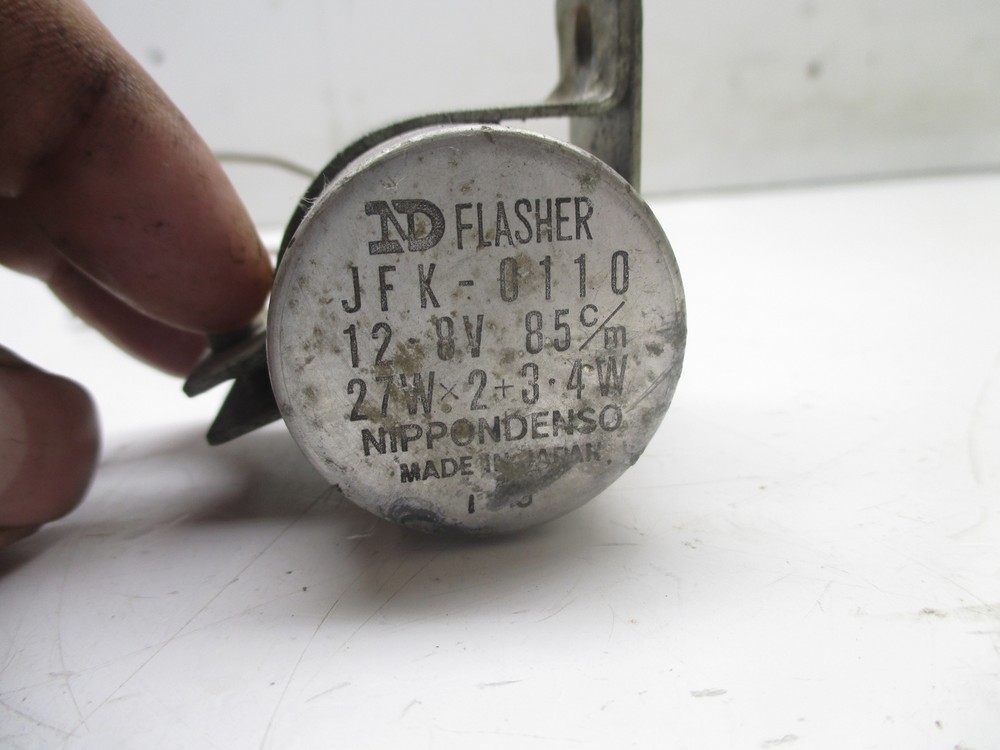 ND FLASHER
JFK-0110
12.8V 85c/m
27W×2+3.4W
NIPPONDENSO
MADE IN JAPAN